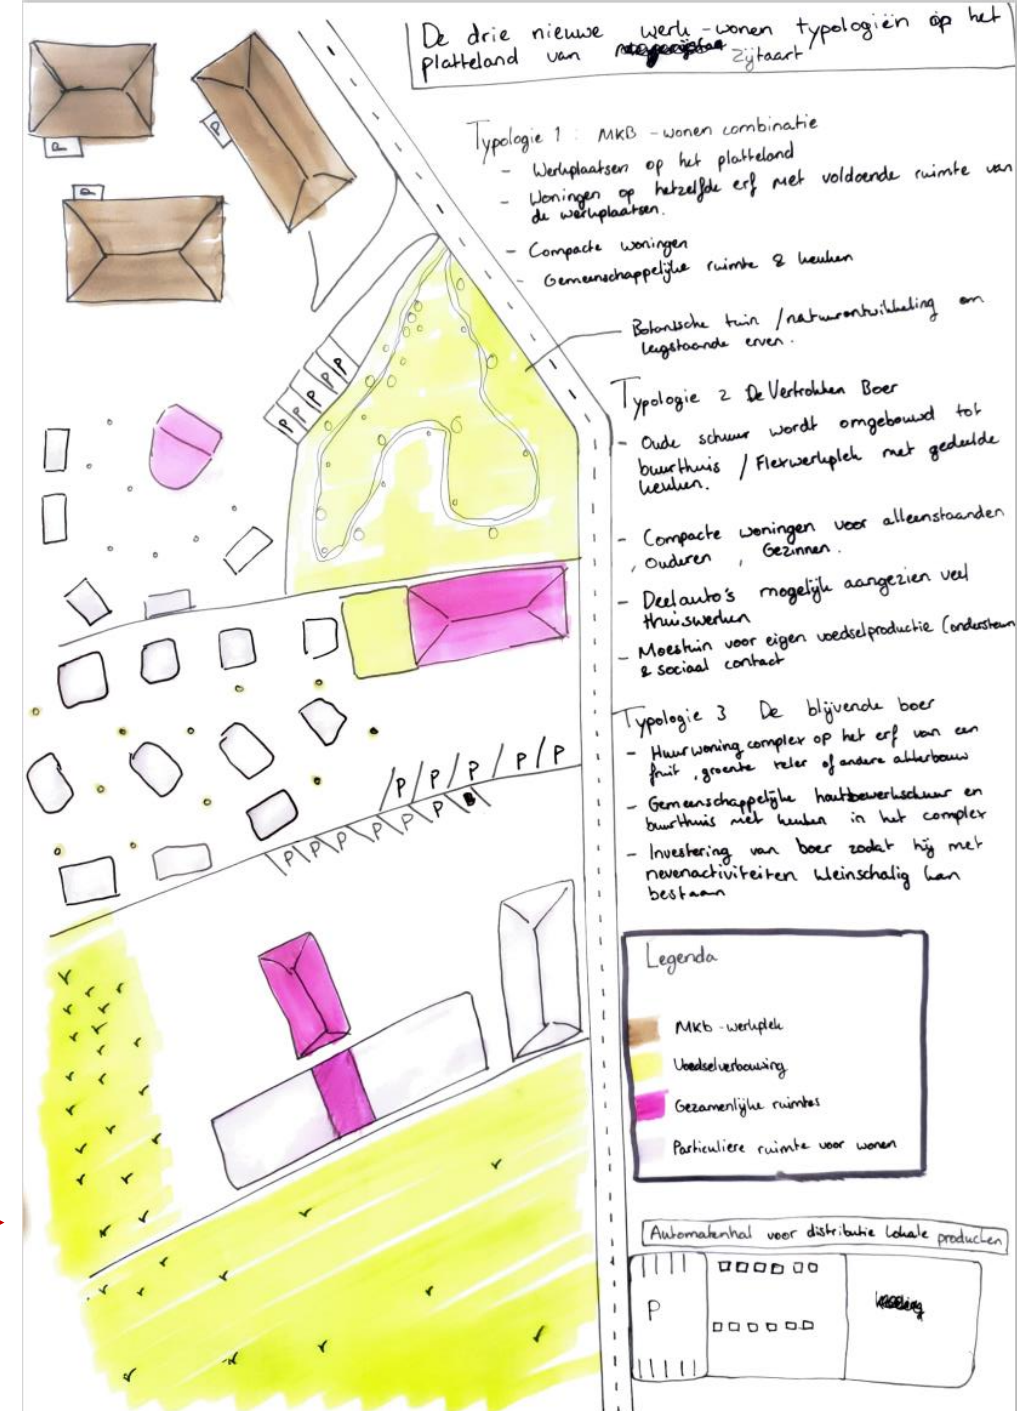 De drie nieuwe werk-wonen typologiën op het
platteland van Zijtaart
Typologie 1 : MKB - wonen combinatie
- Werkplaatsen op het platteland
- Woningen op hetzelfde erf met voldoende ruimte van
de werkplaatsen.
- Compacte woningen
- Gemeenschappelijke ruimte & keuken
Botanische tuin / natuurontwikkeling om
leegstaande erven.
Typologie 2 De Vertrokken Boer
- Oude schuur wordt omgebouwd tot
buurthuis / Flexwerkplek met gedeelde
keuken.
- Compacte woningen voor alleenstaanden
, ouderen , Gezinnen.
- Deelauto's mogelijk aangezien veel
thuiswerken
- Moestuin voor eigen voedselproductie (ondersteun
& sociaal contact
Typologie 3 De blijvende boer
- Huurwoning complex op het erf van een
fruit, groente teler of andere akkerbouw
- Gemeenschappelijke houtbewerkschuur en
buurthuis met keuken in het complex
- Investering van boer zodat hij met
nevenactiviteiten kleinschalig kan
bestaan
Legenda
Mkb - werkplek
Voedselverbouwing
Gezamenlijke ruimtes
Particuliere ruimte voor wonen
Automatenhal voor distributie lokale producten
P
P
P
P
P P P P P
P P P P P
P P P P P P B